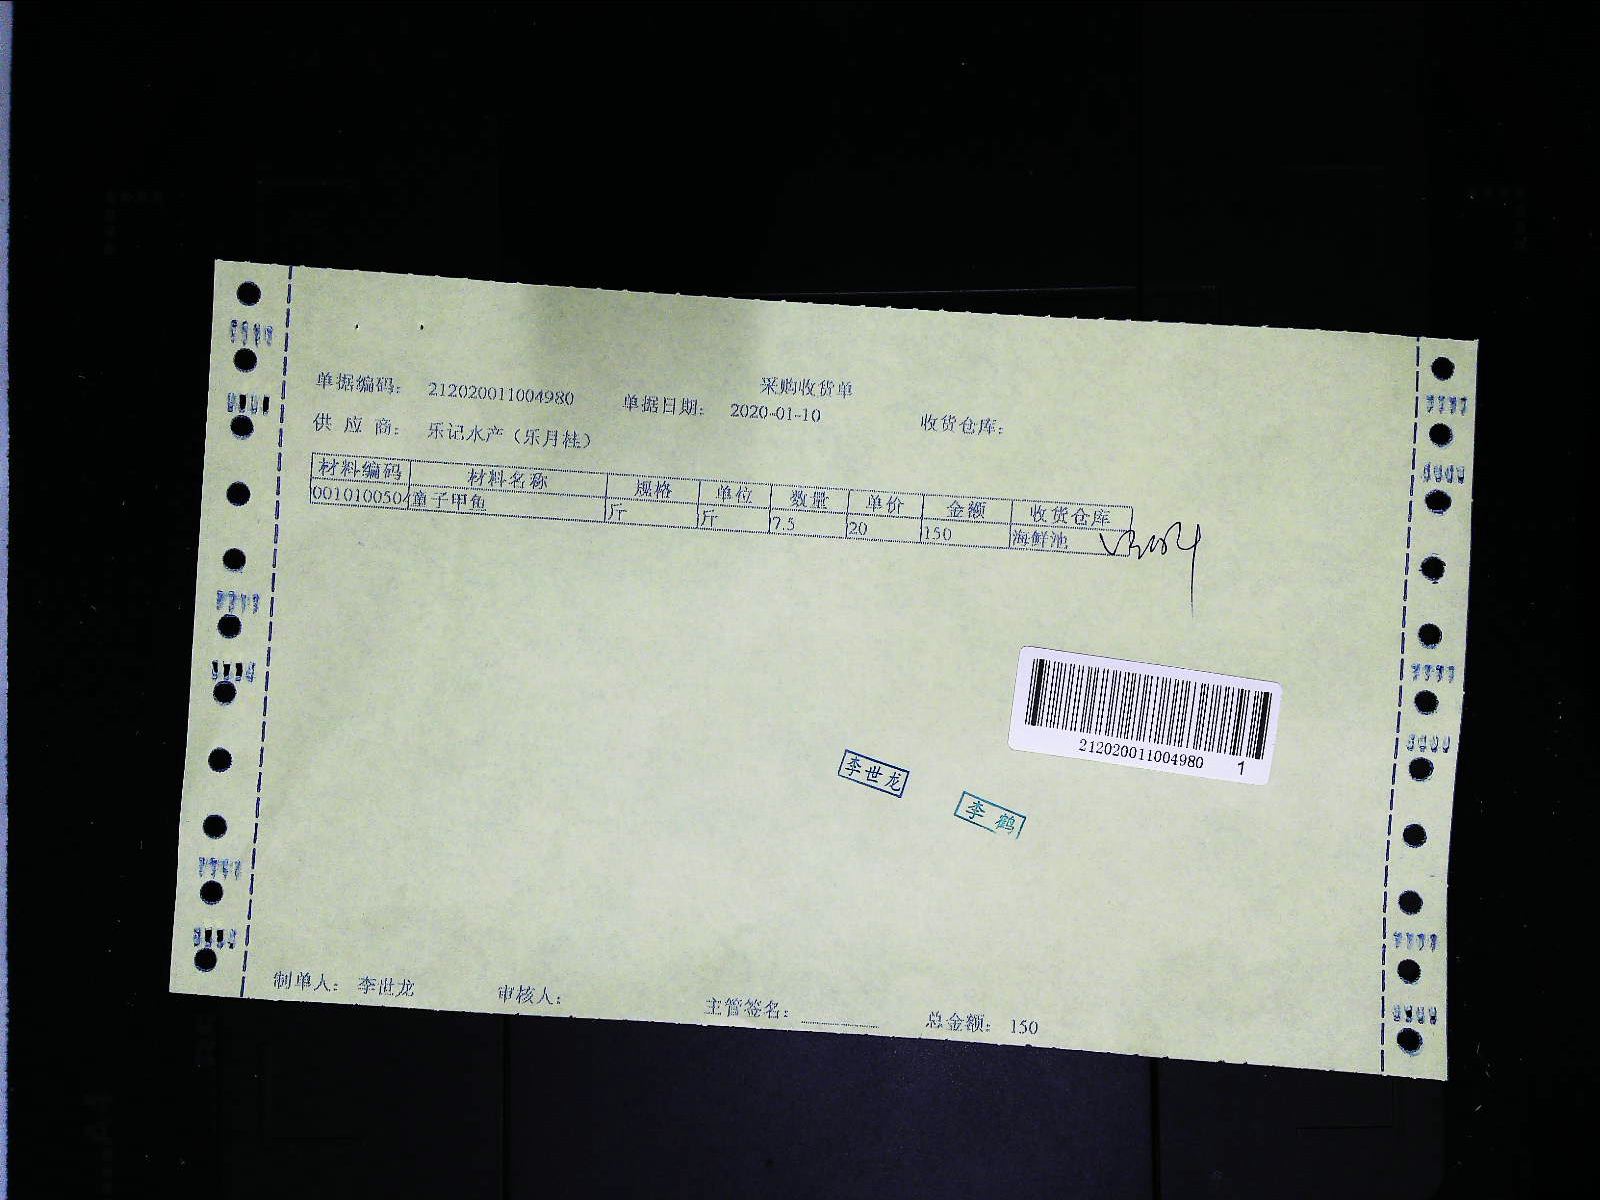 采购收货单
单据编码： 212020011004980 单据日期： 2020-01-10 收货仓库：
供 应 商： 乐记水产（乐月桂）
材料编码 材料名称 规格 单位 数量 单价 金额 收货仓库
0010100504 童子甲鱼 斤 斤 7.5 20 150 海鲜池
212020011004980 1
李世龙
李鹤
制单人： 李世龙 审核人： 主管签名： 总金额： 150